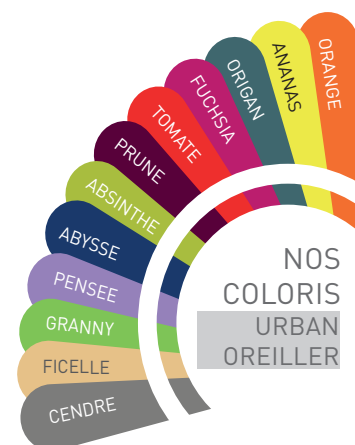 ORANGE
ANANAS
ORIGAN
FUCHSIA
TOMATE
PRUNE
ABSINTHE
ABYSSE
PENSEE
GRANNY
FICELLE
CENDRE
NOS
COLORIS
URBAN
OREILLER